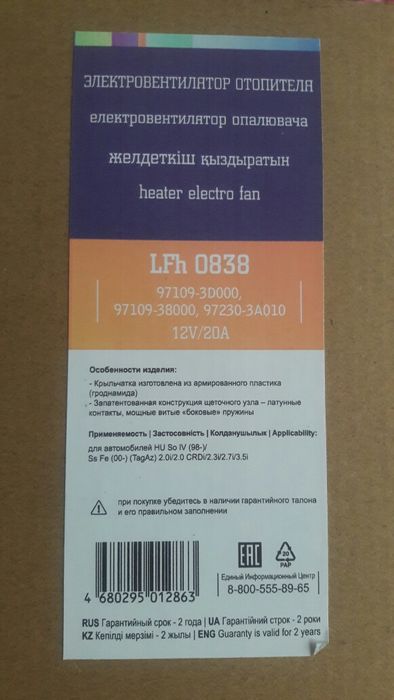 ЭЛЕКТРОВЕНТИЛЯТОР ОТОПИТЕЛЯ
електровентилятор опалювача
желдеткіш қыздыратын
heater electro fan
LFh 0838
97109-3D000,
97109-38000, 97230-3A010
12V/20A
Особенности изделия:
- Крыльчатка изготовлена из армированного пластика
(гроднамида)
- Запатентованная конструкция щеточного узла – латунные
контакты, мощные витые «боковые» пружины
Применяемость | Застосовність | Колданушылык | Applicability:
для автомобилей HU So IV (98-)/
Ss Fe (00-) (TagAz) 2.0i/2.0 CRDi/2.3i/2.7i/3.5i
при покупке убедитесь в наличии гарантийного талона
и его правильном заполнении
EAC
20
PAP
Единый Информационный Центр
8-800-555-89-65
4 680295 012863
RUS Гарантийный срок - 2 года | UA Гарантійний строк - 2 роки
KZ Кепілді мерзімі - 2 жылы | ENG Guaranty is valid for 2 years